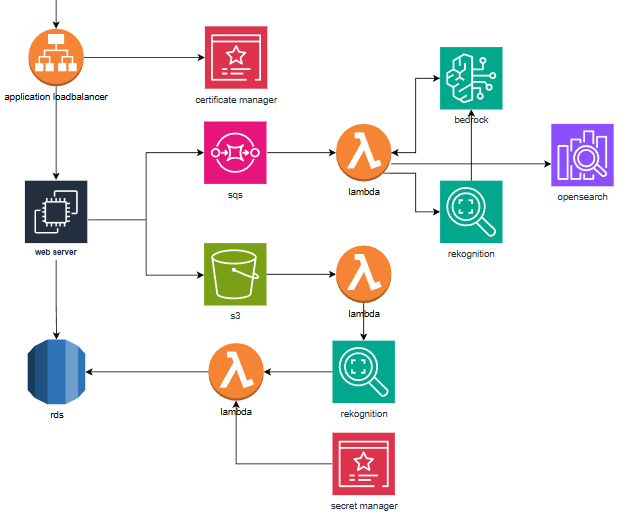 application loadbalancer
certificate manager
bedrock
sqs
lambda
opensearch
web server
rekognition
s3
lambda
rds
lambda
rekognition
secret manager